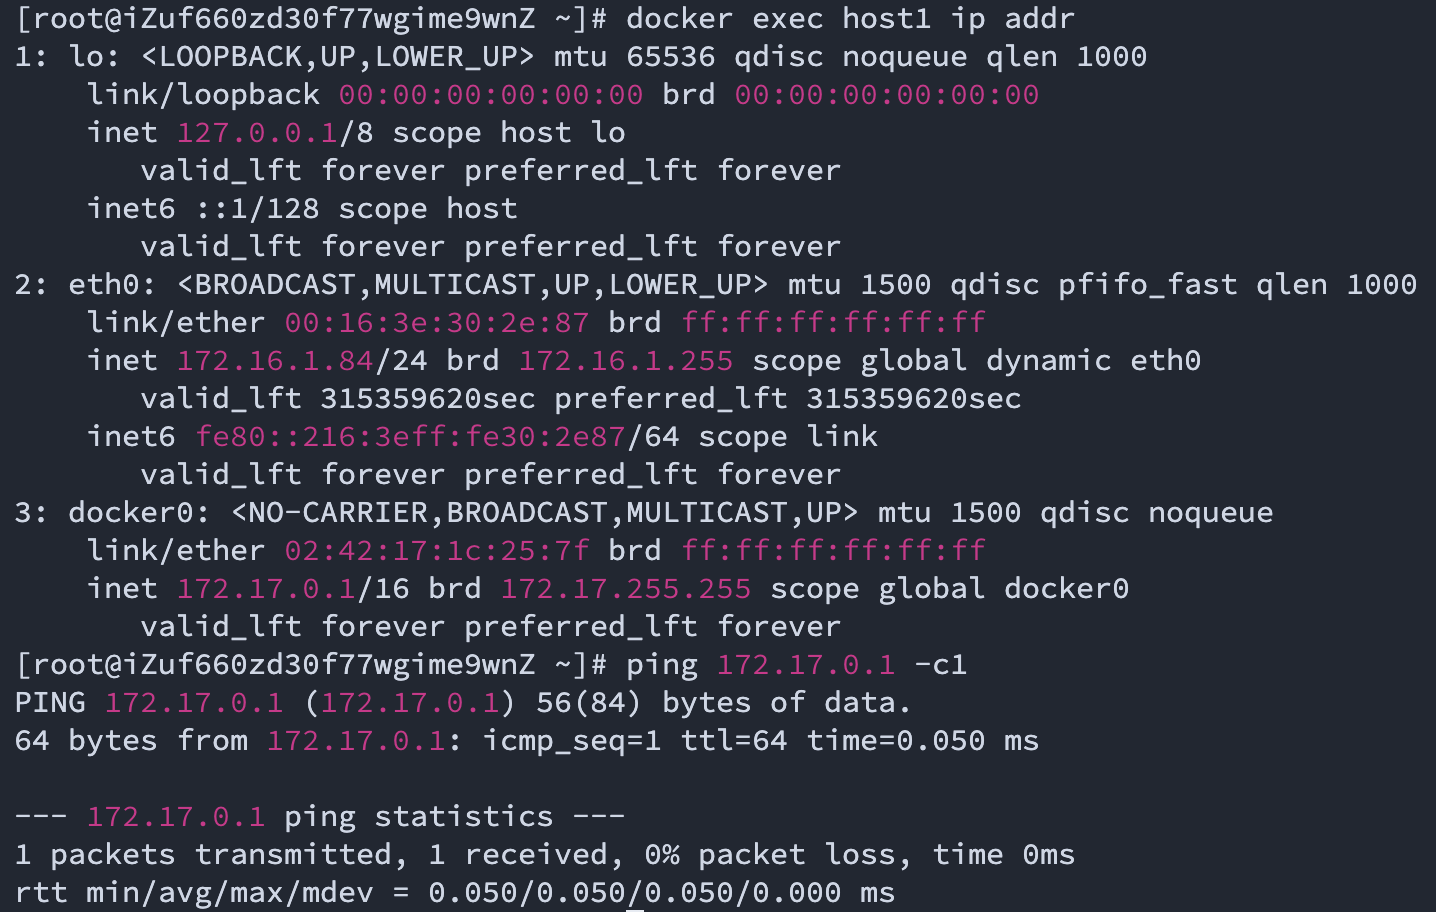 [root@iZuf660zd30f77wgime9wnZ ~]# docker exec host1 ip addr
1: lo: <LOOPBACK,UP,LOWER_UP> mtu 65536 qdisc noqueue qlen 1000
    link/loopback 00:00:00:00:00:00 brd 00:00:00:00:00:00
    inet 127.0.0.1/8 scope host lo
       valid_lft forever preferred_lft forever
    inet6 ::1/128 scope host
       valid_lft forever preferred_lft forever
2: eth0: <BROADCAST,MULTICAST,UP,LOWER_UP> mtu 1500 qdisc pfifo_fast qlen 1000
    link/ether 00:16:3e:30:2e:87 brd ff:ff:ff:ff:ff:ff
    inet 172.16.1.84/24 brd 172.16.1.255 scope global dynamic eth0
       valid_lft 315359620sec preferred_lft 315359620sec
    inet6 fe80::216:3eff:fe30:2e87/64 scope link
       valid_lft forever preferred_lft forever
3: docker0: <NO-CARRIER,BROADCAST,MULTICAST,UP> mtu 1500 qdisc noqueue
    link/ether 02:42:17:1c:25:7f brd ff:ff:ff:ff:ff:ff
    inet 172.17.0.1/16 brd 172.17.255.255 scope global docker0
       valid_lft forever preferred_lft forever
[root@iZuf660zd30f77wgime9wnZ ~]# ping 172.17.0.1 -c1
PING 172.17.0.1 (172.17.0.1) 56(84) bytes of data.
64 bytes from 172.17.0.1: icmp_seq=1 ttl=64 time=0.050 ms

--- 172.17.0.1 ping statistics ---
1 packets transmitted, 1 received, 0% packet loss, time 0ms
rtt min/avg/max/mdev = 0.050/0.050/0.050/0.000 ms